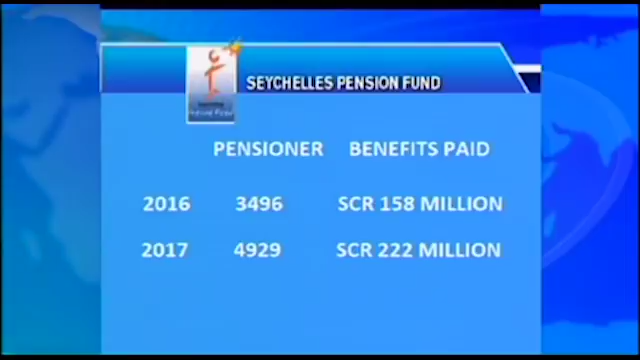 SEYCHELLES PENSION FUND
PENSIONER BENEFITS PAID
2016 3496 SCR 158 MILLION
2017 4929 SCR 222 MILLION